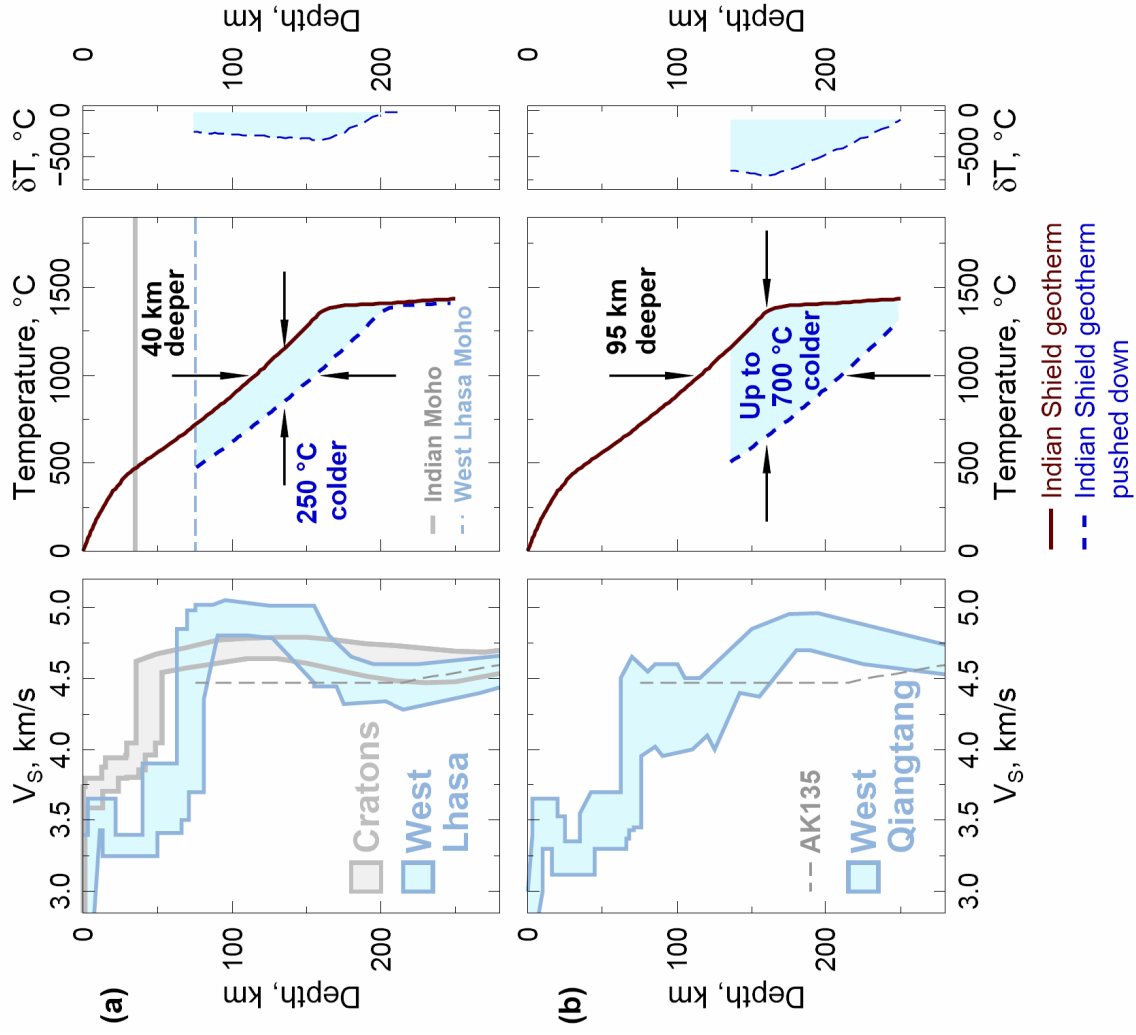 (a)
V_S, km/s
3.0 3.5 4.0 4.5 5.0
Temperature, °C
0 500 1000 1500
δT, °C
−500 0
Depth, km
0
100
200
Cratons
West
Lhasa
40 km
deeper
250 °C
colder
Indian Moho
West Lhasa Moho
Depth, km
0
100
200
(b)
Depth, km
0
100
200
AK135
West
Qiangtang
95 km
deeper
Up to
700 °C
colder
Depth, km
0
100
200
3.0 3.5 4.0 4.5 5.0
V_S, km/s
0 500 1000 1500
Temperature, °C
−500 0
δT, °C
Indian Shield geotherm
Indian Shield geotherm
pushed down